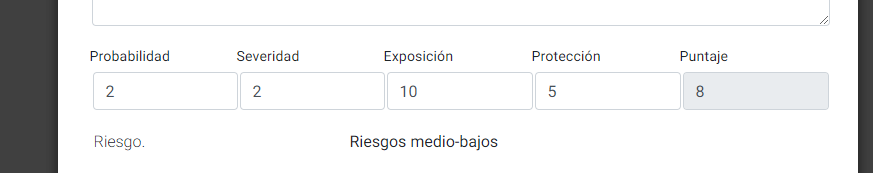 Probabilidad Severidad Exposición Protección Puntaje
2 2 10 5 8
Riesgo. Riesgos medio-bajos